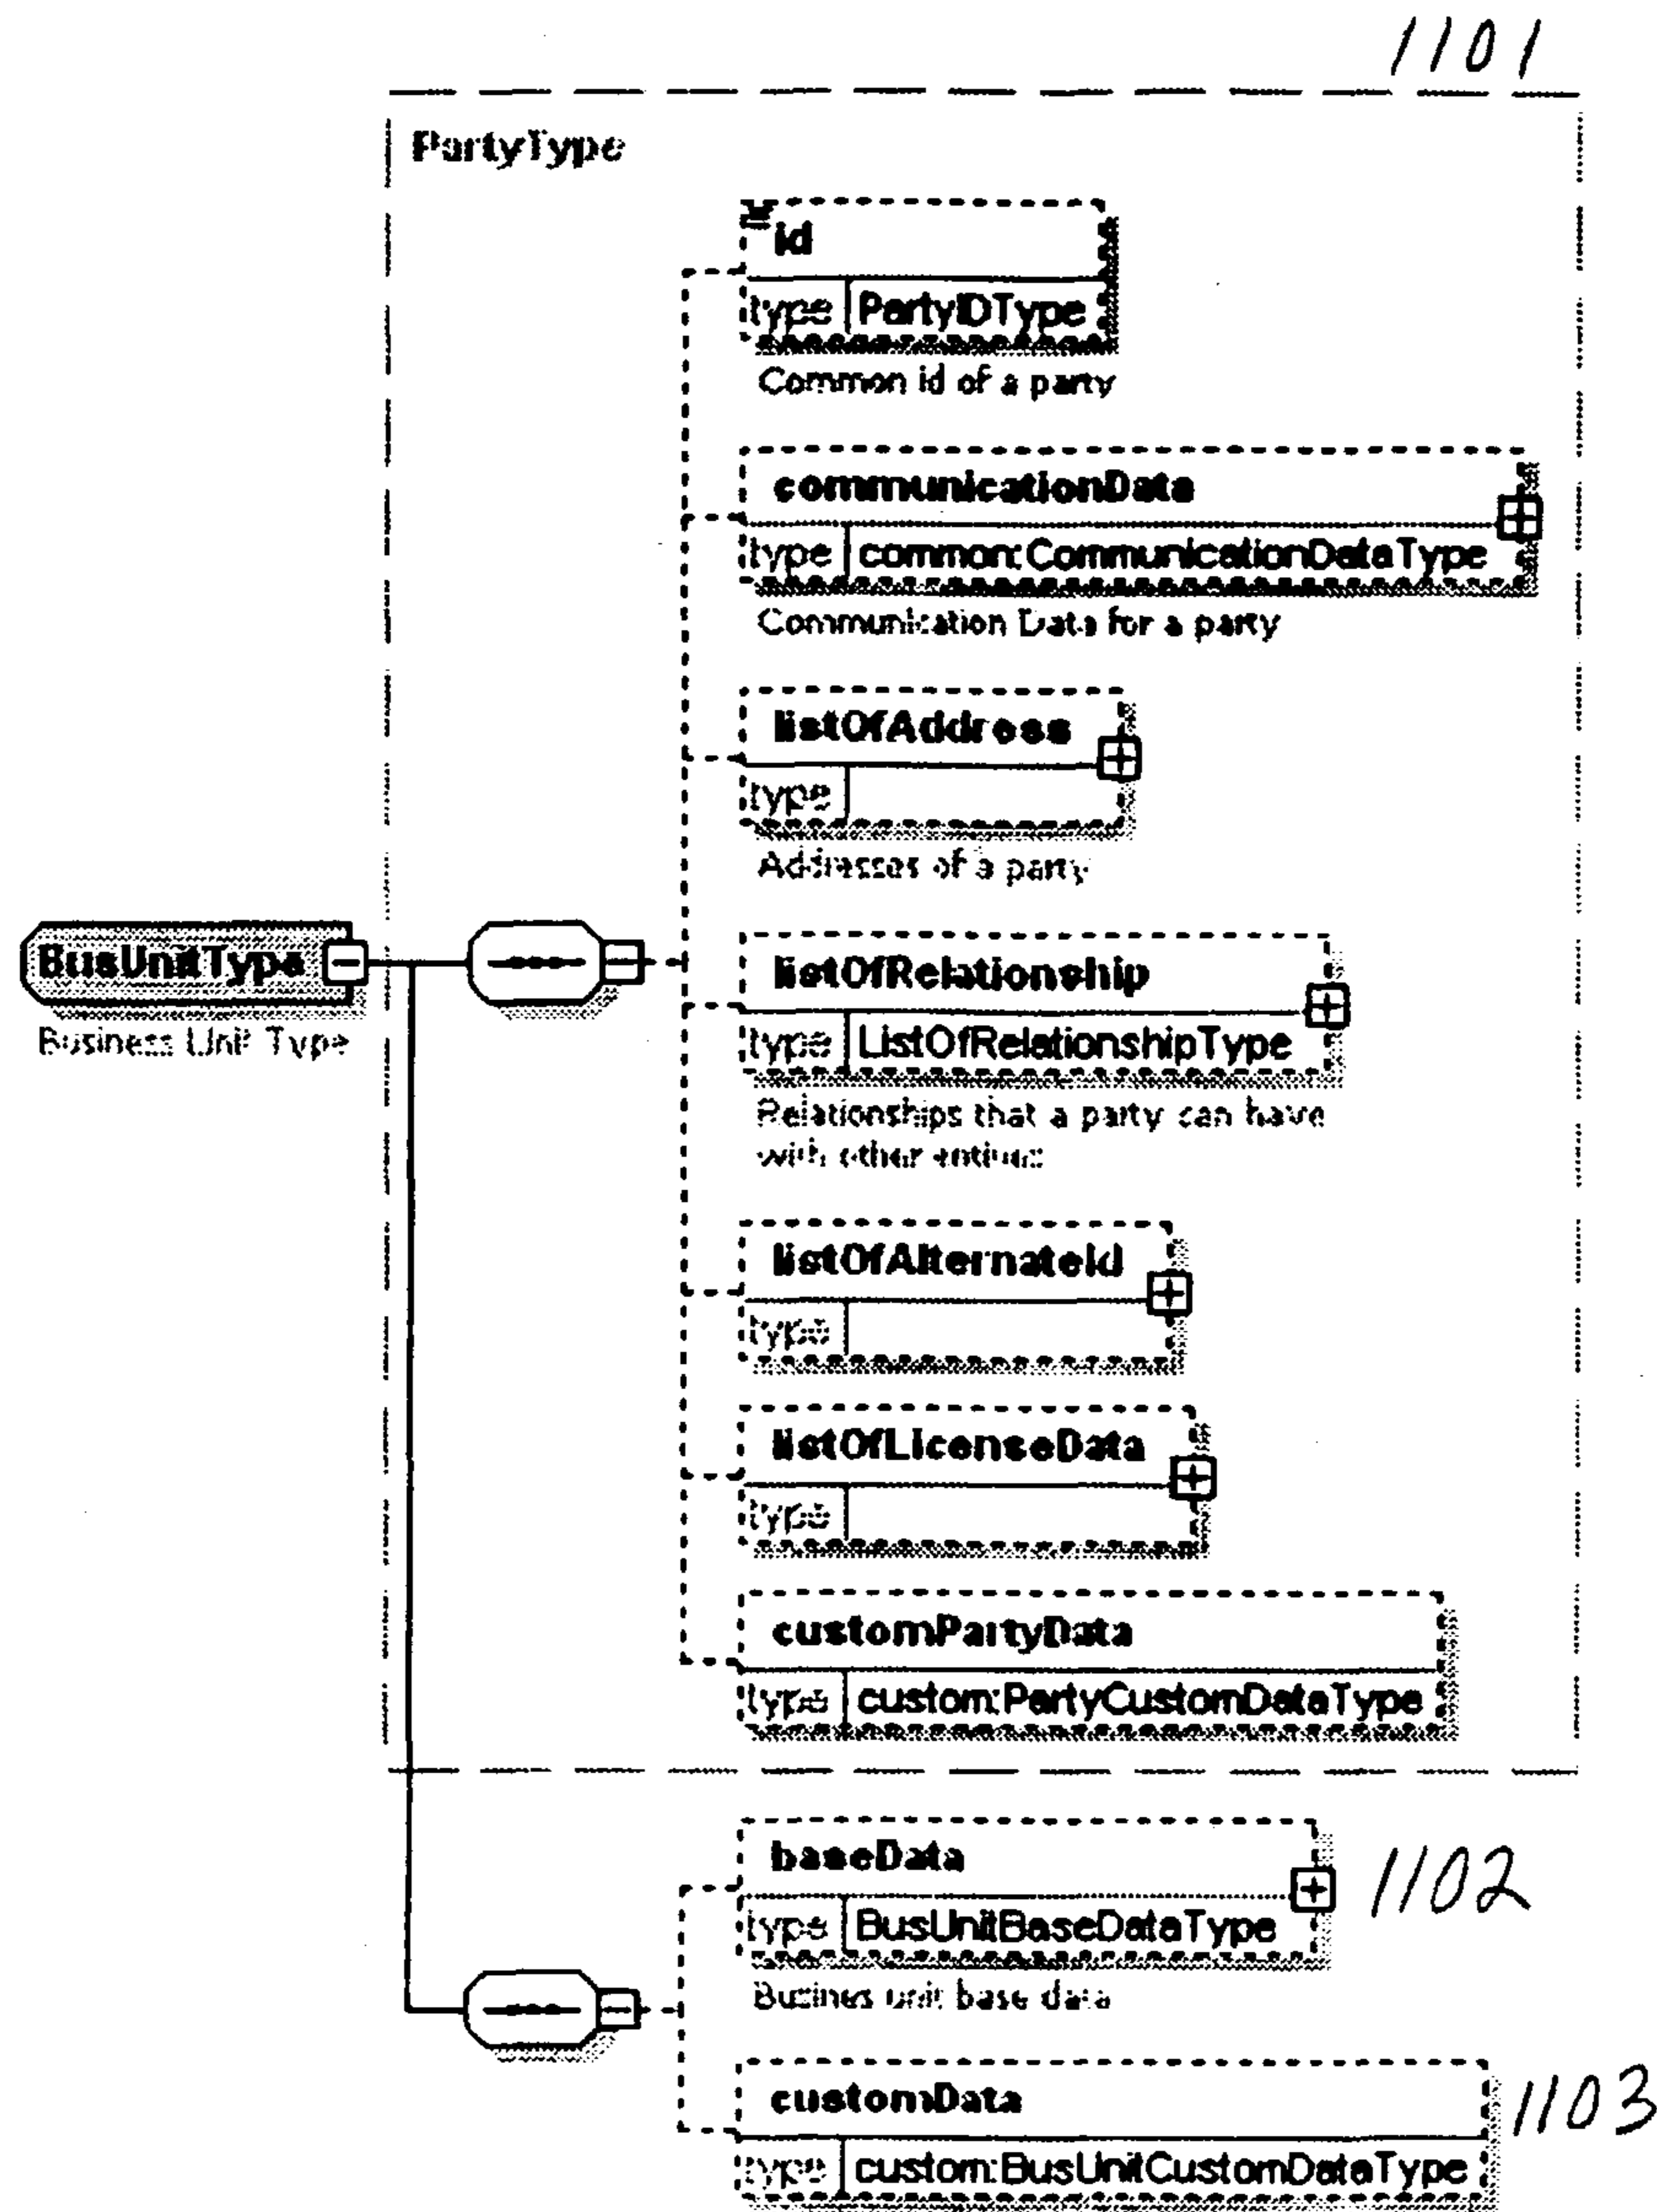 1101
PartyType
id
type PartyIDType
Common id of a party
communicationData
type common:CommunicationDataType
Communication Data for a party
listOfAddress
type
Addresses of a party
BusUnitType
Business Unit Type
listOfRelationship
type ListOfRelationshipType
Relationships that a party can have
with other entities
listOfAlternateId
type
listOfLicenseData
type
customPartyData
type custom:PartyCustomDataType
baseData
1102
type BusUnitBaseDataType
Busines unit base data
customData
1103
type custom:BusUnitCustomDataType